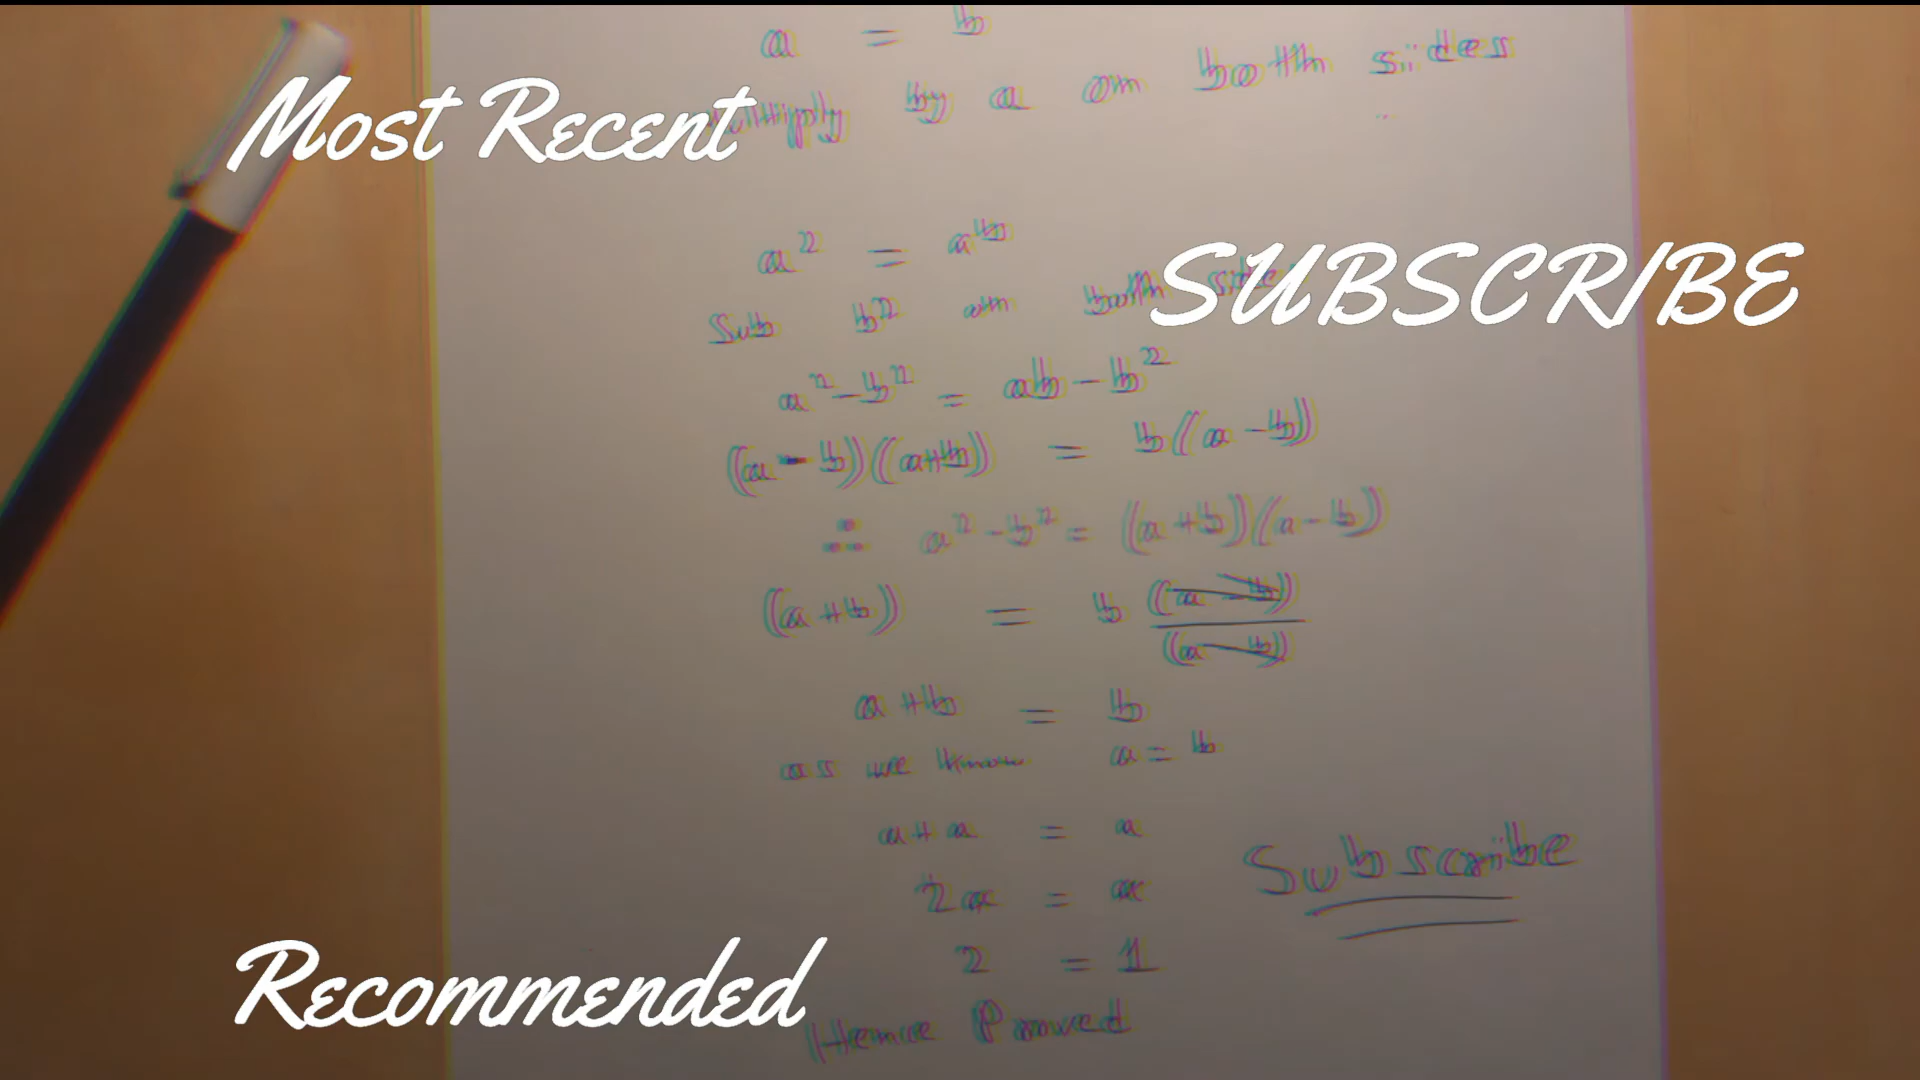 a = b
Multiply by a on both sides
Most Recent
a² = ab
SUBSCRIBE
Sub b² on both sides
a² - b² = ab - b²
(a - b)(a+b) = b(a - b)
∴ a² - b² = (a + b)(a - b)
(a + b) = b (a - b)/(a - b)
a + b = b
as we know a = b
a + a = a
Subscribe
2a = a
2 = 1
Recommended
Hence Proved